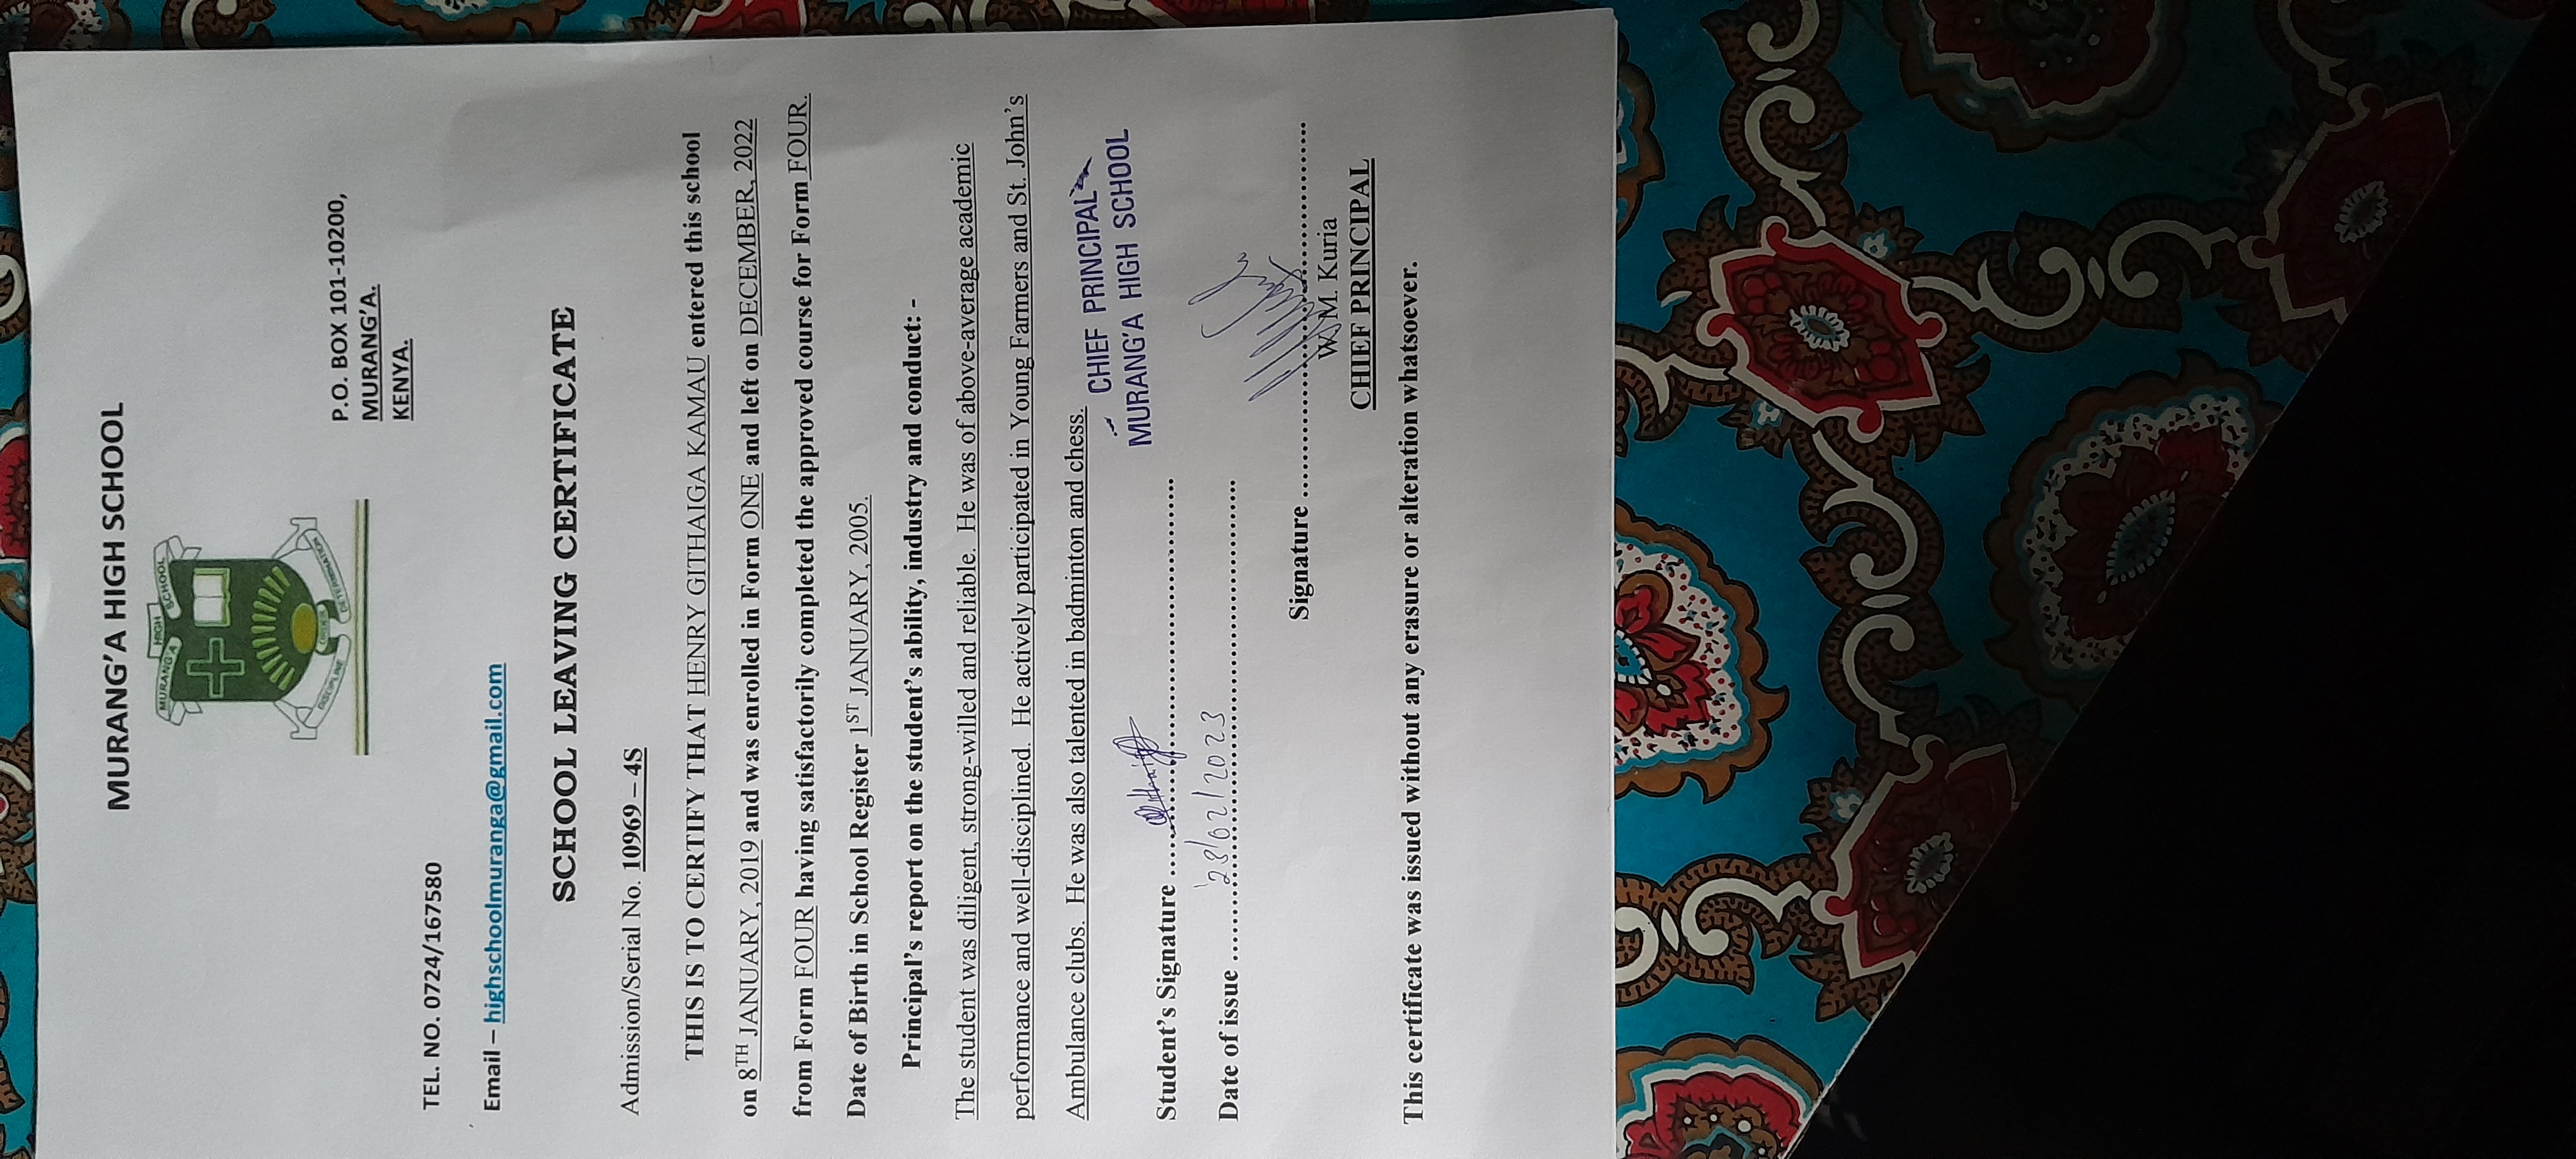 MURANG'A HIGH SCHOOL
MURANG'A HIGH SCHOOL
DISCIPLINE ORDER DETERMINATION
P.O. BOX 101-10200,
MURANG'A.
KENYA.
TEL. NO. 0724/167580
Email – highschoolmuranga@gmail.com
SCHOOL LEAVING CERTIFICATE
Admission/Serial No. 10969 – 4S
THIS IS TO CERTIFY THAT HENRY GITHAIGA KAMAU entered this school
on 8TH JANUARY, 2019 and was enrolled in Form ONE and left on DECEMBER, 2022
from Form FOUR having satisfactorily completed the approved course for Form FOUR.
Date of Birth in School Register 1ST JANUARY, 2005.
Principal's report on the student's ability, industry and conduct: -
The student was diligent, strong-willed and reliable. He was of above-average academic
performance and well-disciplined. He actively participated in Young Farmers and St. John's
Ambulance clubs. He was also talented in badminton and chess.
CHIEF PRINCIPAL
MURANG'A HIGH SCHOOL
Student's Signature ..............................
Date of issue ......28/02/2023......
Signature ..............................
W. M. Kuria
CHIEF PRINCIPAL
This certificate was issued without any erasure or alteration whatsoever.